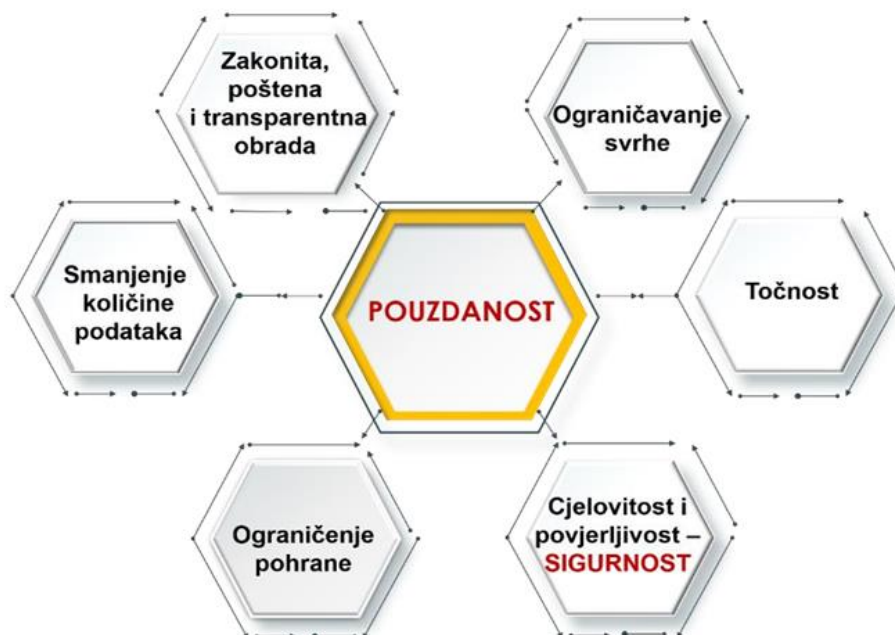 Zakonita,
poštena
i transparentna
obrada
Ograničavanje
svrhe
Smanjenje
količine
podataka
POUZDANOST
Točnost
Ograničenje
pohrane
Cjelovitost i
povjerljivost –
SIGURNOST